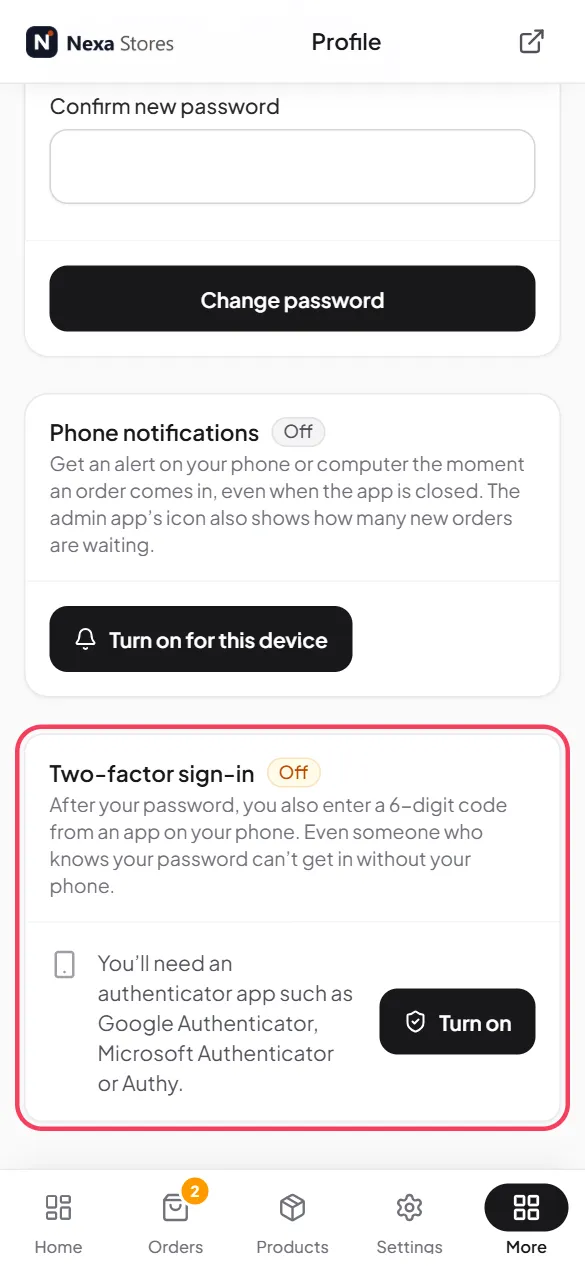 N Nexa Stores
Profile
Confirm new password
Change password
Phone notifications Off
Get an alert on your phone or computer the moment
an order comes in, even when the app is closed. The
admin app’s icon also shows how many new orders
are waiting.
Turn on for this device
Two-factor sign-in Off
After your password, you also enter a 6-digit code
from an app on your phone. Even someone who
knows your password can’t get in without your
phone.
You’ll need an
authenticator app such as
Google Authenticator,
Microsoft Authenticator
or Authy.
Turn on
2
Home Orders Products Settings More